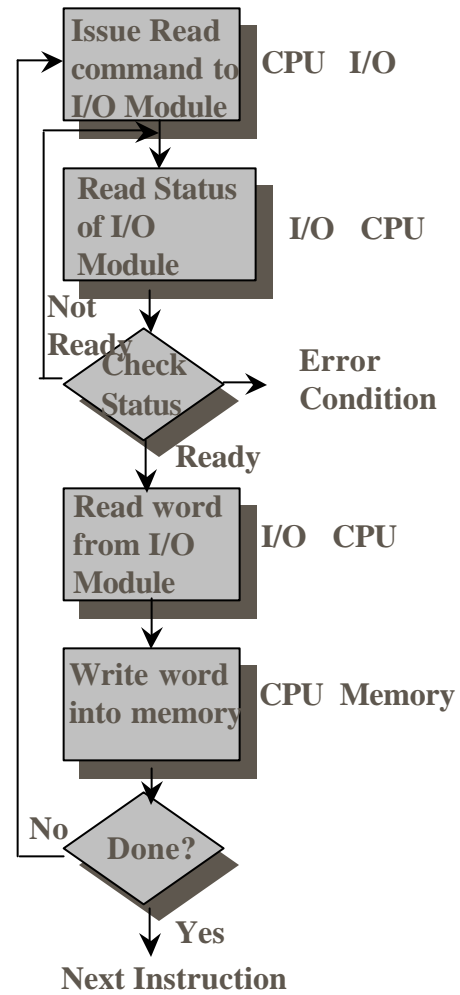 Issue Read
command to
I/O Module
CPU I/O
Read Status
of I/O
Module
I/O CPU
Not
Ready
Check
Status
Error
Condition
Ready
Read word
from I/O
Module
I/O CPU
Write word
into memory
CPU Memory
No
Done?
Yes
Next Instruction